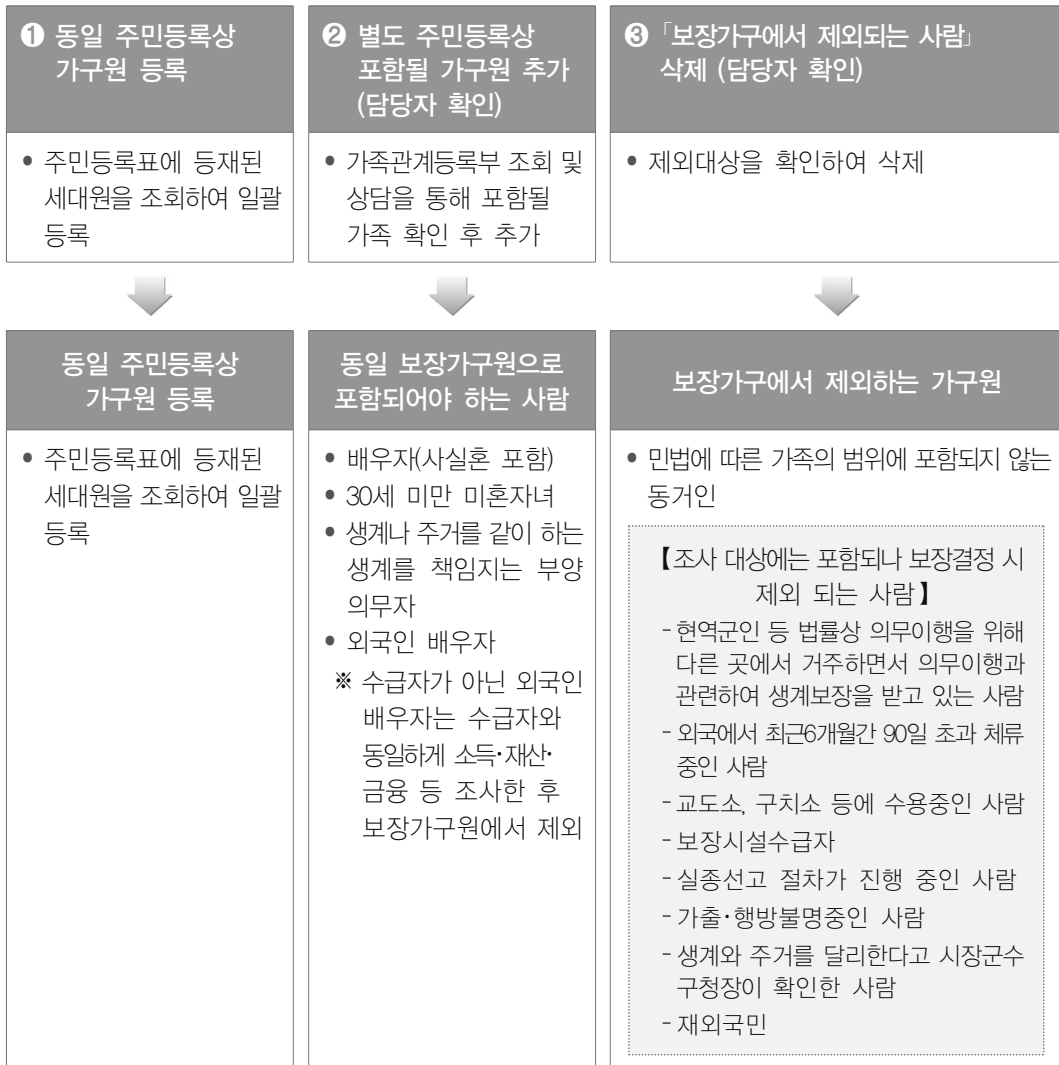 ❶ 동일 주민등록상
가구원 등록
• 주민등록표에 등재된
세대원을 조회하여 일괄
등록
❷ 별도 주민등록상
포함될 가구원 추가
(담당자 확인)
• 가족관계등록부 조회 및
상담을 통해 포함될
가족 확인 후 추가
❸ 「보장가구에서 제외되는 사람」
삭제 (담당자 확인)
• 제외대상을 확인하여 삭제
동일 주민등록상
가구원 등록
• 주민등록표에 등재된
세대원을 조회하여 일괄
등록
동일 보장가구원으로
포함되어야 하는 사람
• 배우자(사실혼 포함)
• 30세 미만 미혼자녀
• 생계나 주거를 같이 하는
생계를 책임지는 부양
의무자
• 외국인 배우자
※ 수급자가 아닌 외국인
배우자는 수급자와
동일하게 소득·재산·
금융 등 조사한 후
보장가구원에서 제외
보장가구에서 제외하는 가구원
• 민법에 따른 가족의 범위에 포함되지 않는
동거인
【조사 대상에는 포함되나 보장결정 시
제외 되는 사람】
- 현역군인 등 법률상 의무이행을 위해
다른 곳에서 거주하면서 의무이행과
관련하여 생계보장을 받고 있는 사람
- 외국에서 최근6개월간 90일 초과 체류
중인 사람
- 교도소, 구치소 등에 수용중인 사람
- 보장시설수급자
- 실종선고 절차가 진행 중인 사람
- 가출·행방불명중인 사람
- 생계와 주거를 달리한다고 시장군수
구청장이 확인한 사람
- 재외국민